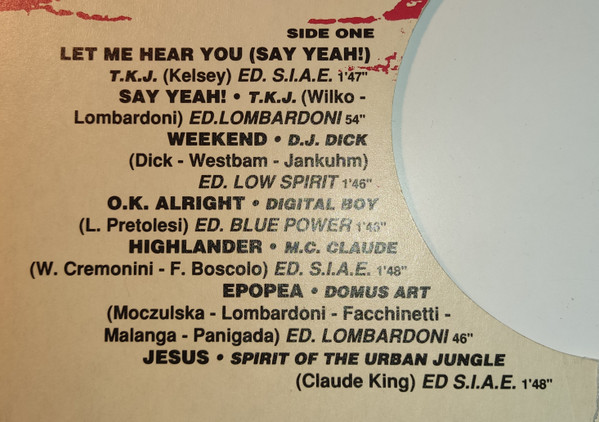 SIDE ONE
LET ME HEAR YOU (SAY YEAH!)
T.K.J. (Kelsey) ED. S.I.A.E. 1'47"
SAY YEAH! • T.K.J. (Wilko -
Lombardoni) ED.LOMBARDONI 54"
WEEKEND • D.J. DICK
(Dick - Westbam - Jankuhm)
ED. LOW SPIRIT 1'46"
O.K. ALRIGHT • DIGITAL BOY
(L. Pretolesi) ED. BLUE POWER
HIGHLANDER • M.C. CLAUDE
(W. Cremonini - F. Boscolo) ED. S.I.A.E. 1'48"
EPOPEA • DOMUS ART
(Moczulska - Lombardoni - Facchinetti -
Malanga - Panigada) ED. LOMBARDONI 46"
JESUS • SPIRIT OF THE URBAN JUNGLE
(Claude King) ED S.I.A.E. 1'48"